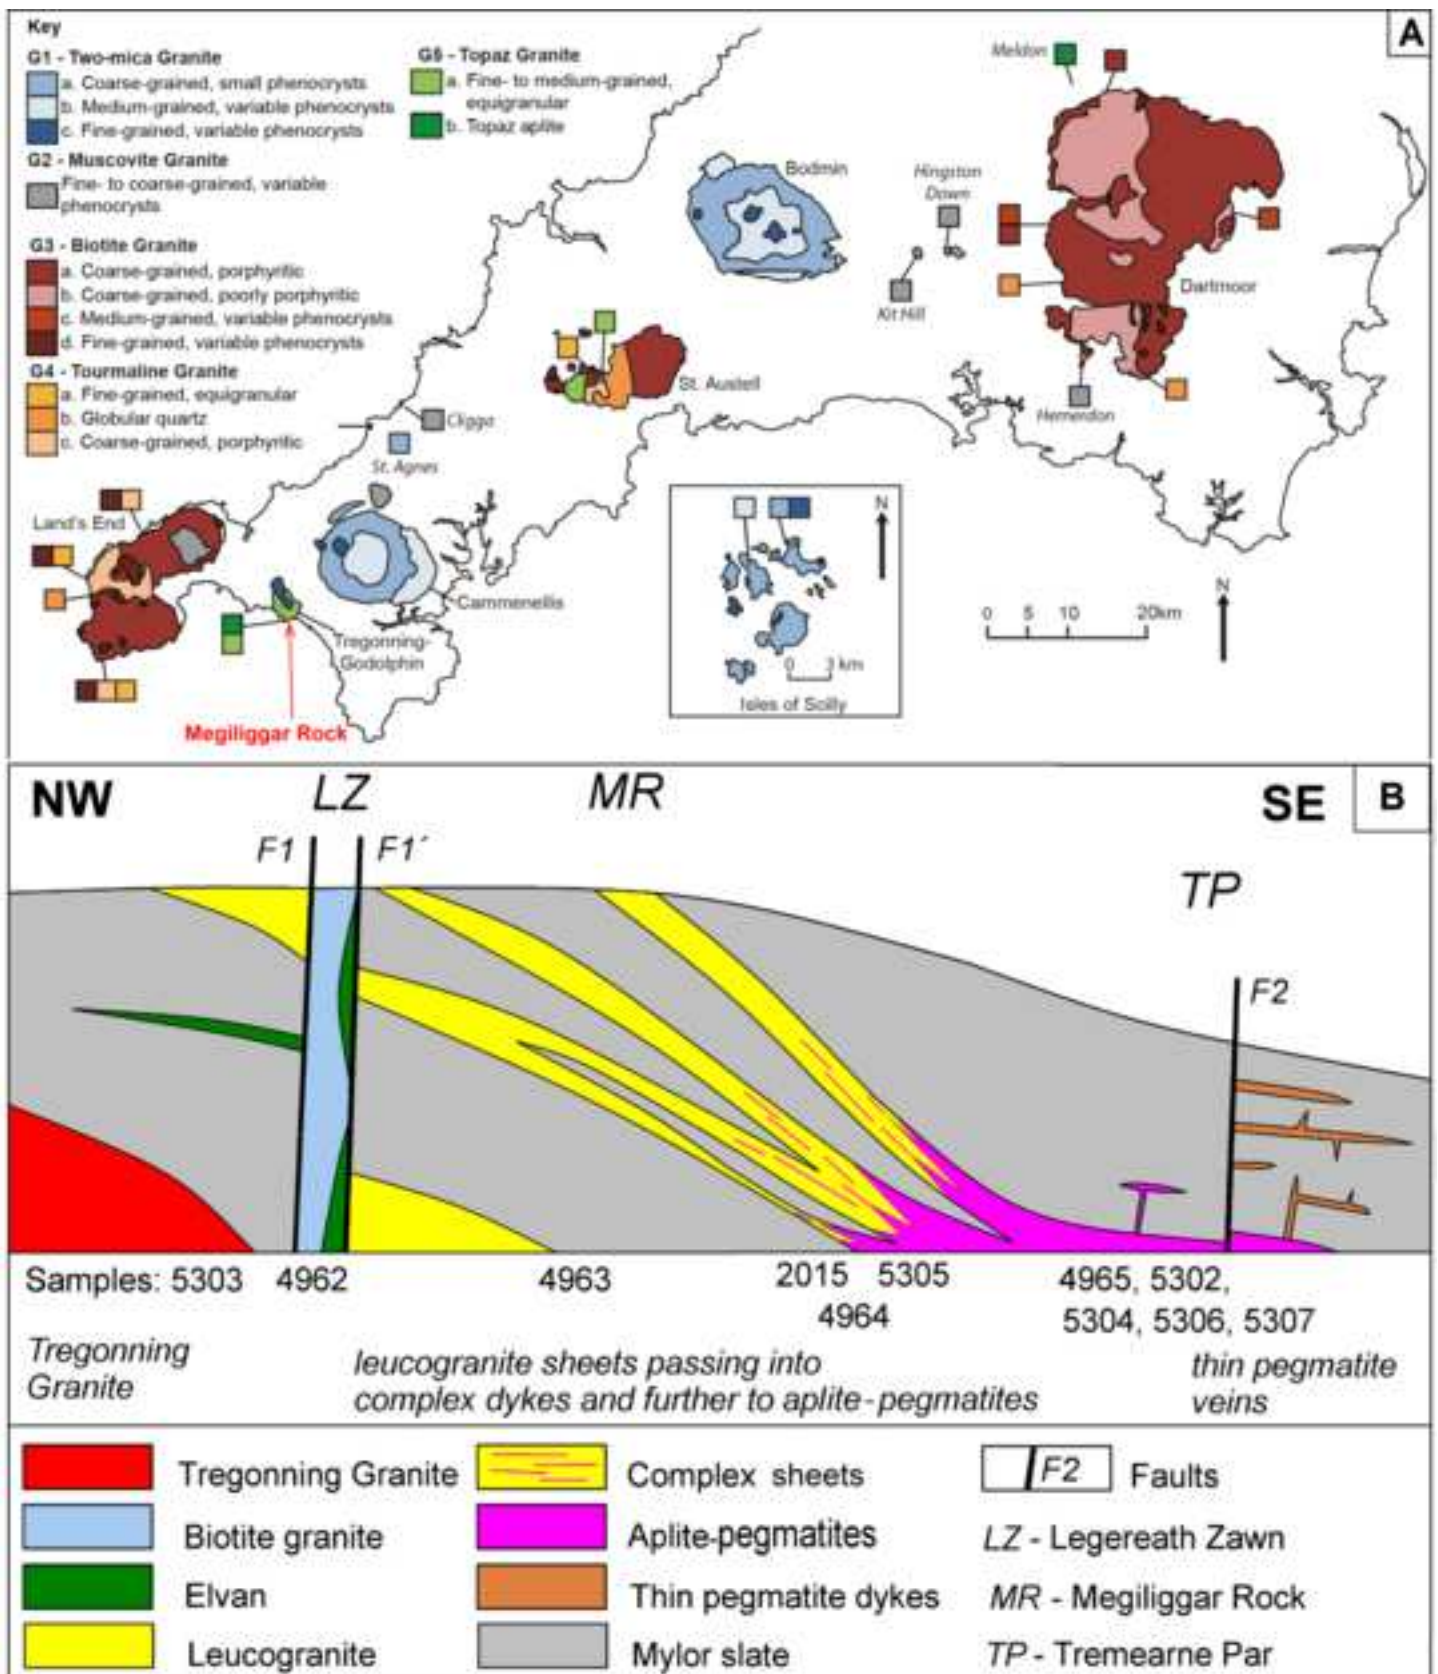 Key
A
G1 - Two-mica Granite
a. Coarse-grained, small phenocrysts
b. Medium-grained, variable phenocrysts
c. Fine-grained, variable phenocrysts
G2 - Muscovite Granite
Fine- to coarse-grained, variable
phenocrysts
G3 - Biotite Granite
a. Coarse-grained, porphyritic
b. Coarse-grained, poorly porphyritic
c. Medium-grained, variable phenocrysts
d. Fine-grained, variable phenocrysts
G4 - Tourmaline Granite
a. Fine-grained, equigranular
b. Globular quartz
c. Coarse-grained, porphyritic
G5 - Topaz Granite
a. Fine- to medium-grained,
equigranular
b. Topaz aplite
Meldon
Bodmin
Hingston
Down
Kit Hill
Dartmoor
Hemerdon
St. Austell
Cligga
St. Agnes
Land's End
Carnmenellis
Tregonning-
Godolphin
Megiliggar Rock
N
0 3 km
Isles of Scilly
N
0 5 10 20km
NW
LZ
MR
SE
B
F1
F1´
TP
F2
Samples: 5303 4962 4963 2015 5305 4965, 5302,
4964 5304, 5306, 5307
Tregonning
Granite
leucogranite sheets passing into
complex dykes and further to aplite-pegmatites
thin pegmatite
veins
Tregonning Granite
Complex sheets
F2
Faults
Biotite granite
Aplite-pegmatites
LZ - Legereath Zawn
Elvan
Thin pegmatite dykes
MR - Megiliggar Rock
Leucogranite
Mylor slate
TP - Tremearne Par